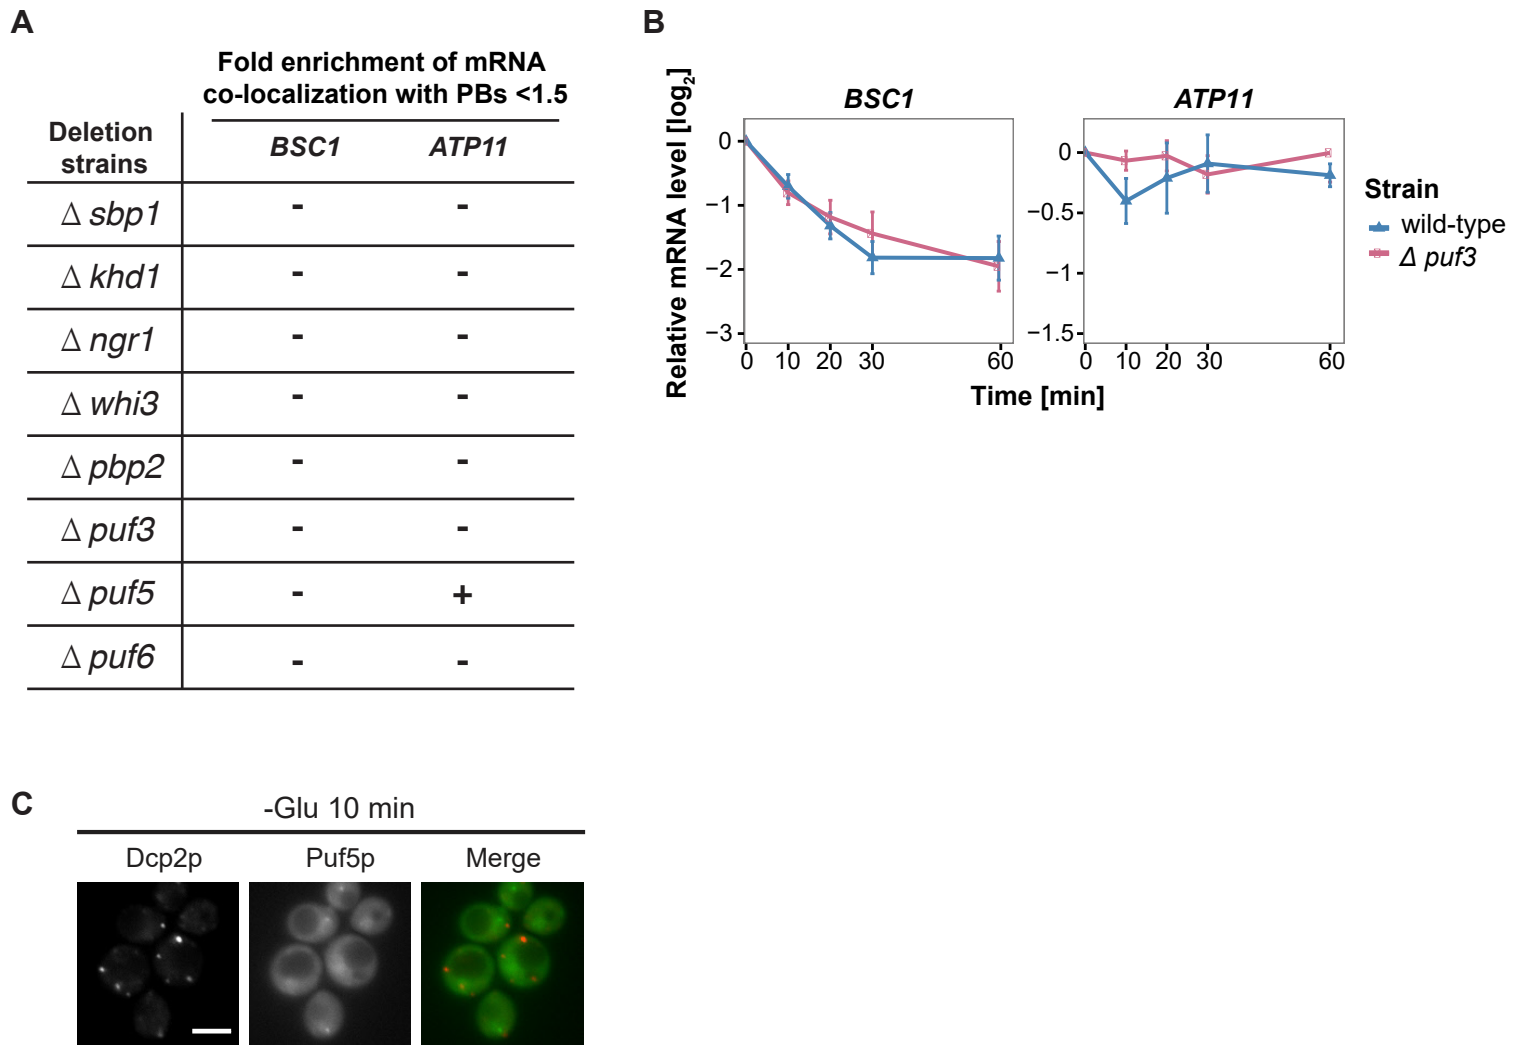 A
Fold enrichment of mRNA
co-localization with PBs <1.5
Deletion
strains
BSC1 ATP11
Δ sbp1 - -
Δ khd1 - -
Δ ngr1 - -
Δ whi3 - -
Δ pbp2 - -
Δ puf3 - -
Δ puf5 - +
Δ puf6 - -
B
Relative mRNA level [log₂]
BSC1
0
−1
−2
−3
0 10 20 30 60
ATP11
0
−0.5
−1
−1.5
0 10 20 30 60
Time [min]
Strain
wild-type
Δ puf3
C
-Glu 10 min
Dcp2p Puf5p Merge